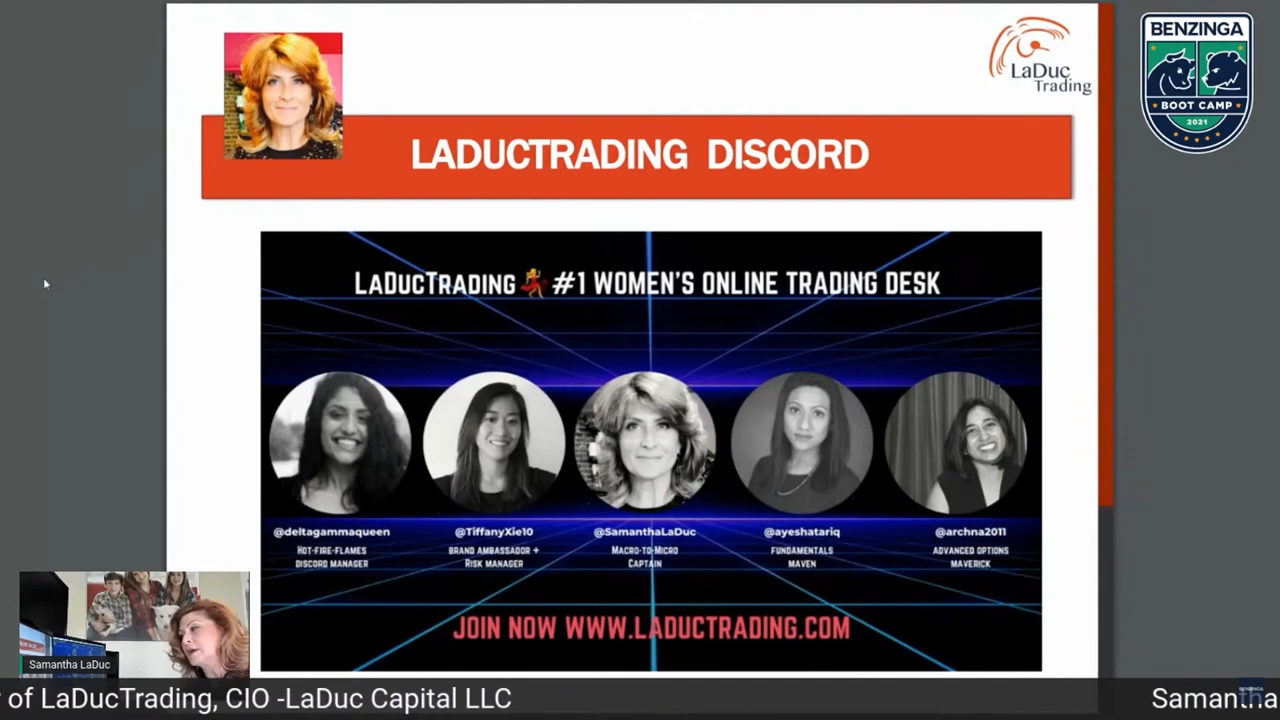 LaDuc
Trading
BENZINGA
BOOT CAMP
2021
LADUCTRADING DISCORD
LADUCTRADING💃#1 WOMEN'S ONLINE TRADING DESK
@deltagammaqueen
HOT-FIRE-FLAMES
DISCORD MANAGER
@TiffanyXie10
BRAND AMBASSADOR +
RISK MANAGER
@SamanthaLaDuc
MACRO-TO-MICRO
CAPTAIN
@ayeshatariq
FUNDAMENTALS
MAVEN
@archna2011
ADVANCED OPTIONS
MAVERICK
JOIN NOW WWW.LADUCTRADING.COM
Samantha LaDuc
of LaDucTrading, CIO -LaDuc Capital LLC
Samantha
BENZINGA